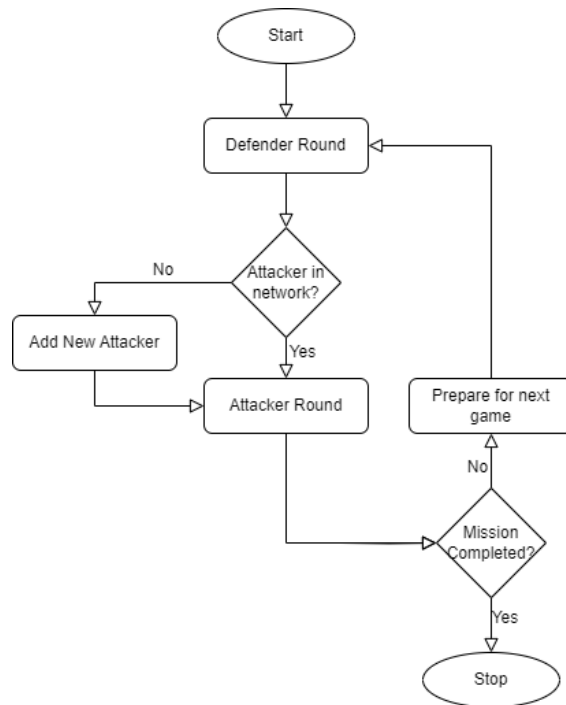 Start
Defender Round
Attacker in
network?
No
Add New Attacker
Yes
Attacker Round
Prepare for next
game
No
Mission
Completed?
Yes
Stop